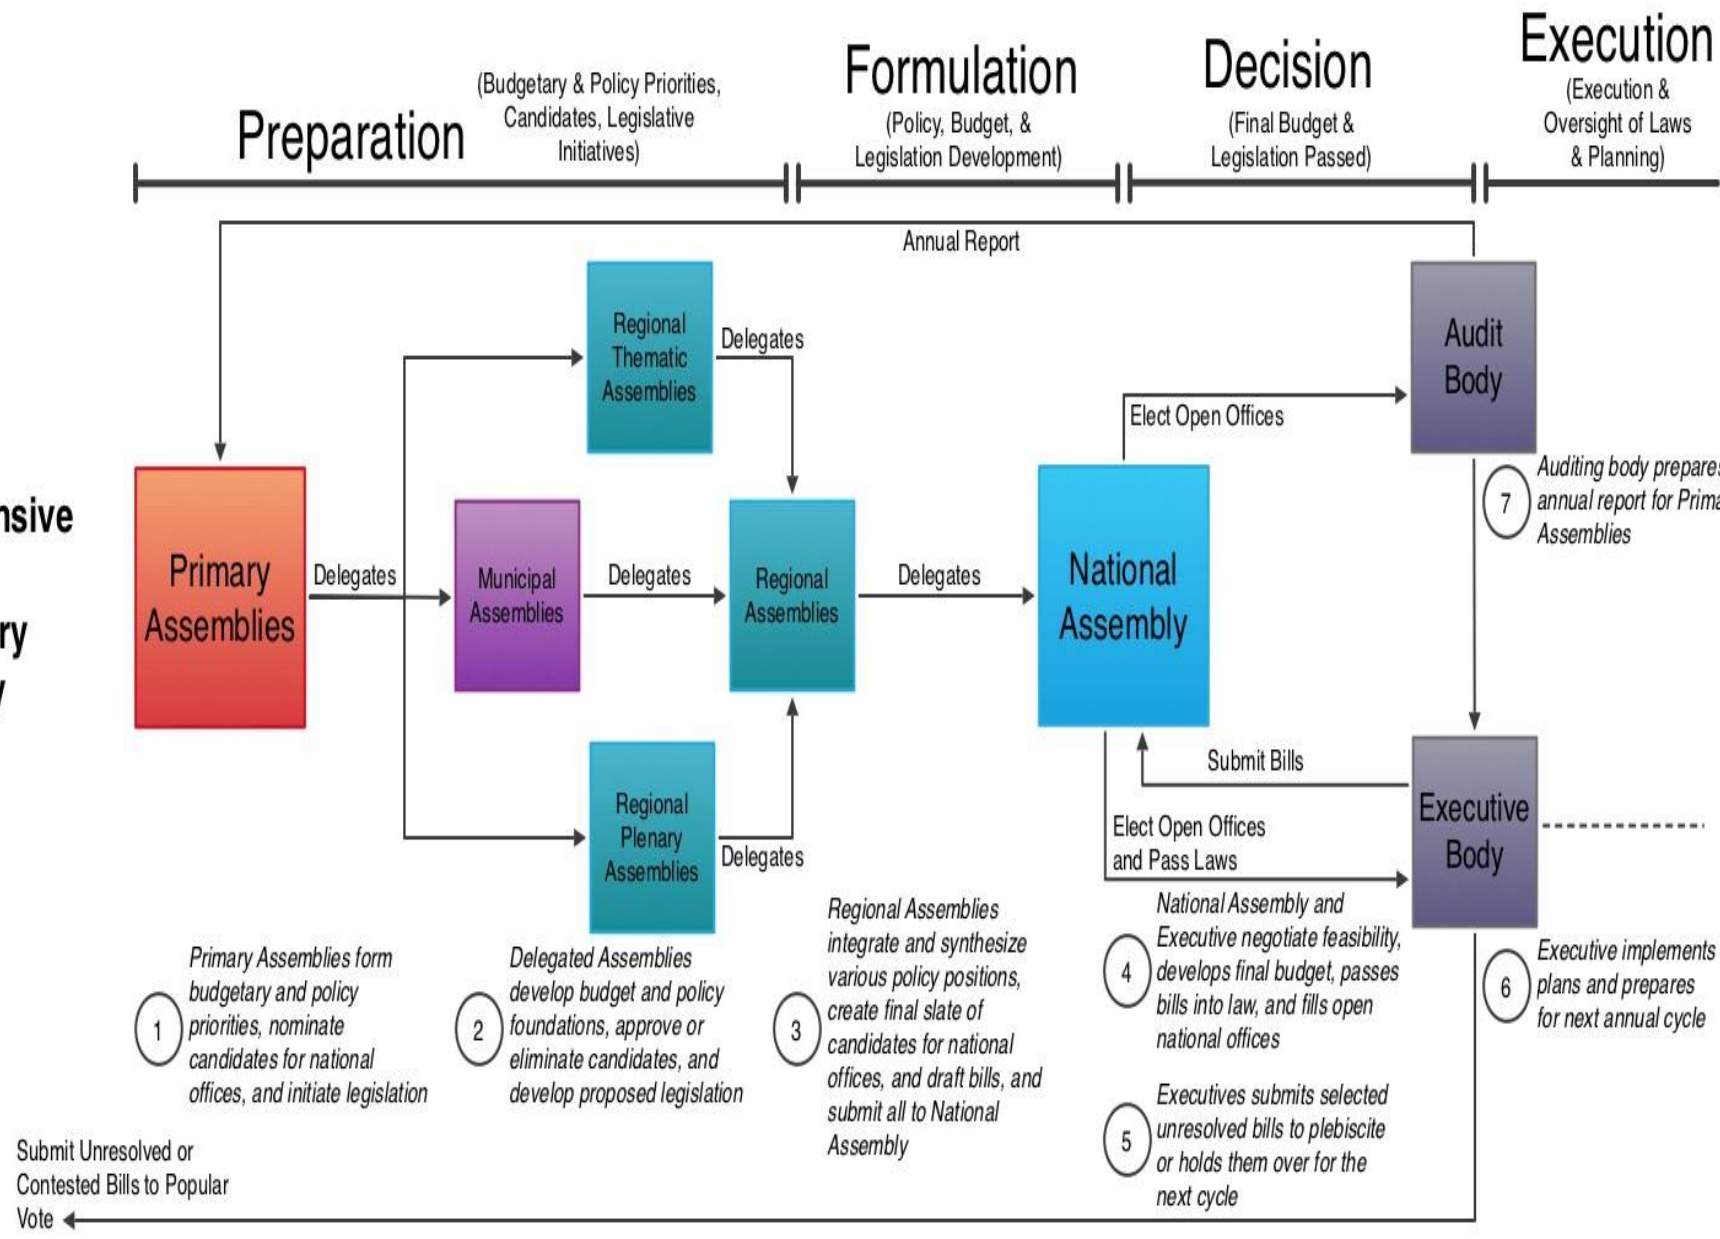 Preparation
(Budgetary & Policy Priorities,
Candidates, Legislative
Initiatives)
Formulation
(Policy, Budget, &
Legislation Development)
Decision
(Final Budget &
Legislation Passed)
Execution
(Execution &
Oversight of Laws
& Planning)
Annual Report
Regional
Thematic
Assemblies
Delegates
Audit
Body
Elect Open Offices
Primary
Assemblies
Delegates
Municipal
Assemblies
Delegates
Regional
Assemblies
Delegates
National
Assembly
7
Auditing body prepares
annual report for
Assemblies
Submit Bills
Regional
Plenary
Assemblies
Delegates
Elect Open Offices
and Pass Laws
Executive
Body
1
Primary Assemblies form
budgetary and policy
priorities, nominate
candidates for national
offices, and initiate legislation
2
Delegated Assemblies
develop budget and policy
foundations, approve or
eliminate candidates, and
develop proposed legislation
3
Regional Assemblies
integrate and synthesize
various policy positions,
create final slate of
candidates for national
offices, and draft bills, and
submit all to National
Assembly
4
National Assembly and
Executive negotiate feasibility,
develops final budget, passes
bills into law, and fills open
national offices
5
Executives submits selected
unresolved bills to plebiscite
or holds them over for the
next cycle
6
Executive implements
plans and prepares
for next annual cycle
Submit Unresolved or
Contested Bills to Popular
Vote